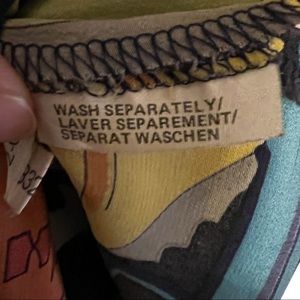 WASH SEPARATELY/
LAVER SEPAREMENT/
SEPARAT WASCHEN